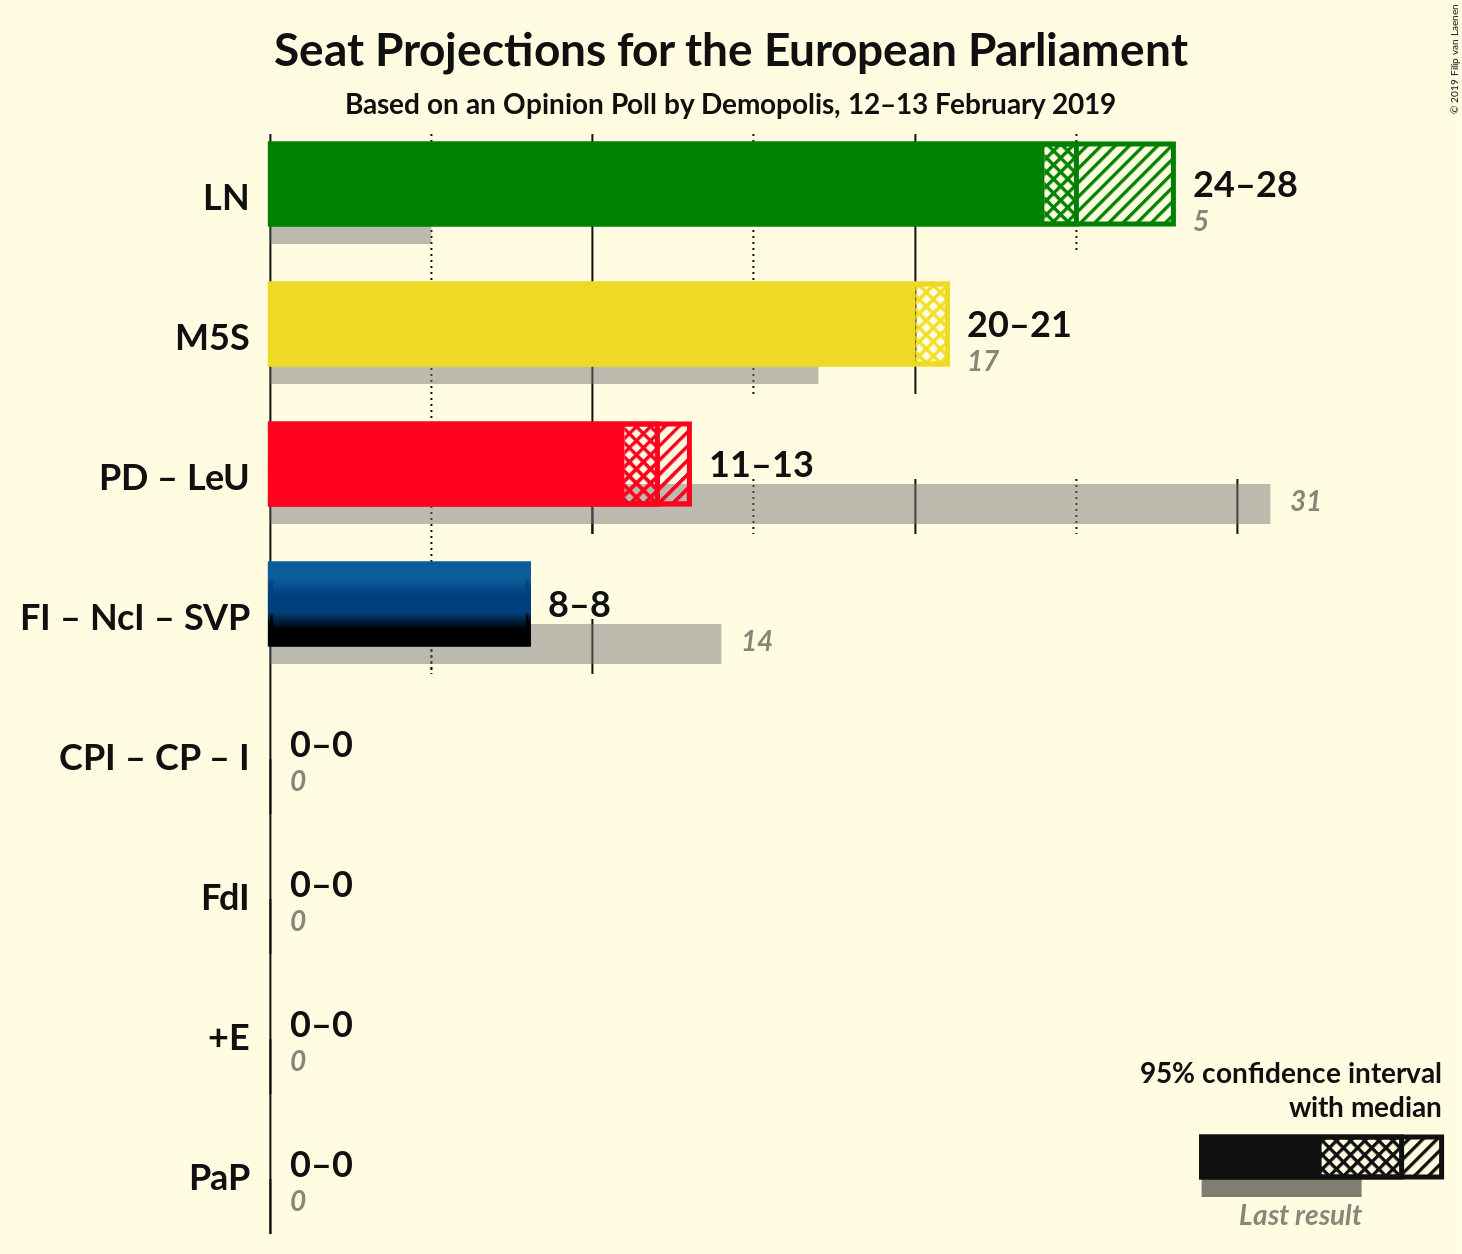 Seat Projections for the European Parliament
Based on an Opinion Poll by Demopolis, 12–13 February 2019
© 2019 Filip van Laenen
LN
24–28
5
M5S
20–21
17
PD – LeU
11–13
31
FI – NcI – SVP
8–8
14
CPI – CP – I
0–0
0
FdI
0–0
0
+E
0–0
0
PaP
0–0
0
95% confidence interval
with median
Last result